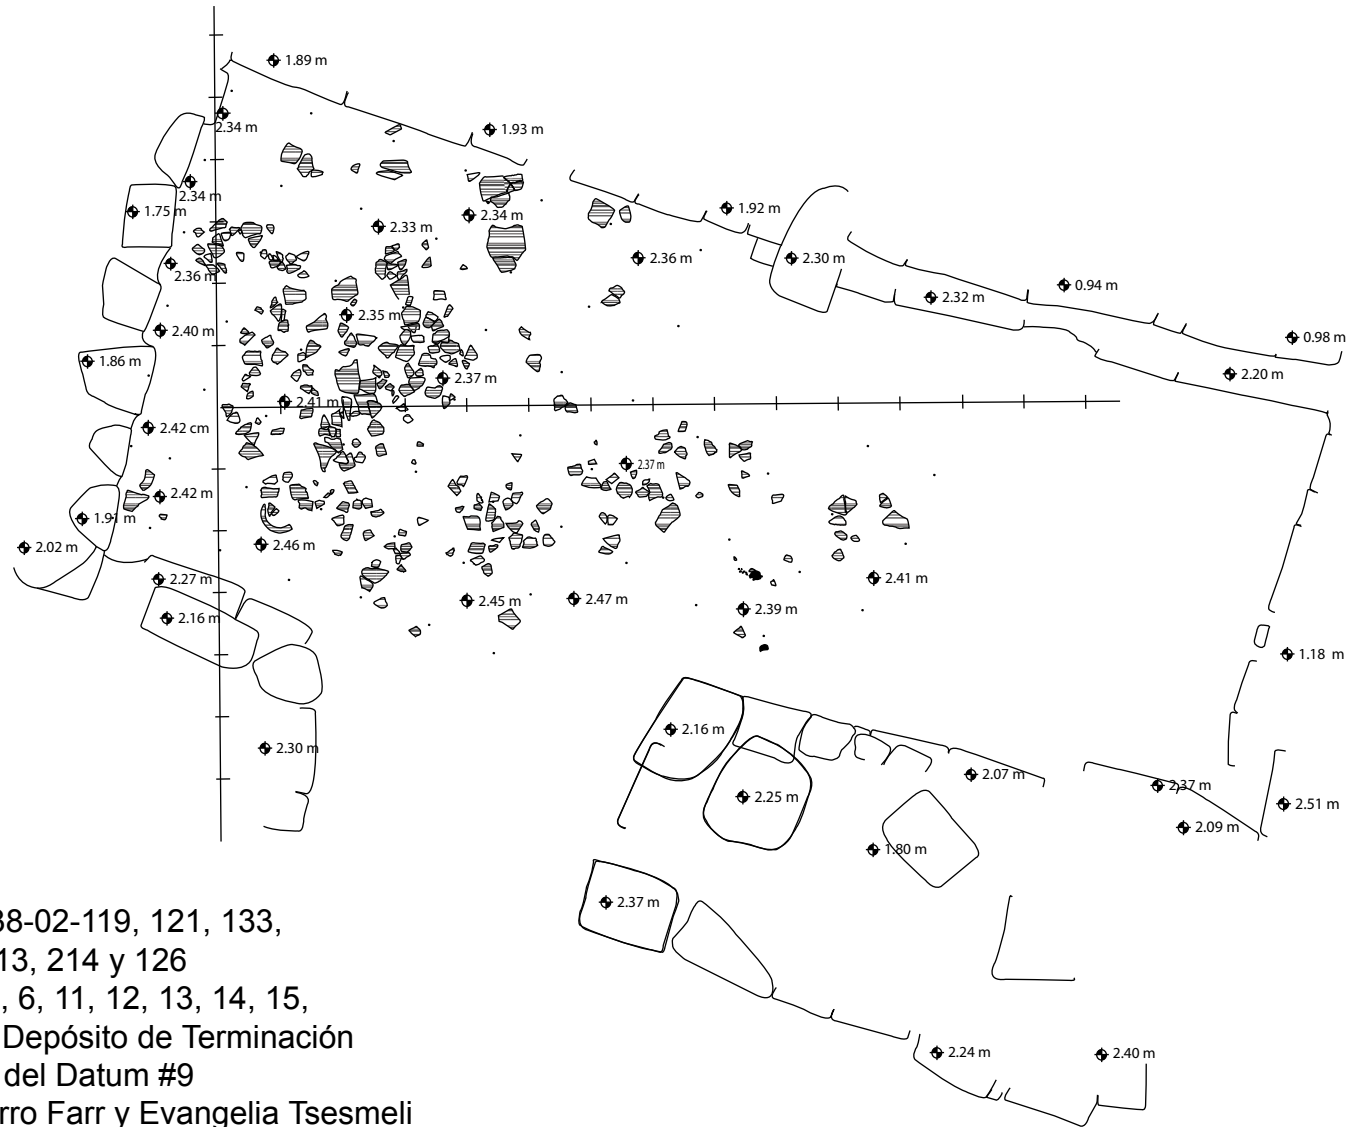 1.89 m
1.93 m
2.34 m
2.34 m
1.75 m
2.33 m
2.34 m
1.92 m
2.36 m
2.36 m
2.30 m
0.94 m
2.32 m
2.35 m
2.40 m
0.98 m
1.86 m
2.37 m
2.20 m
2.41 m
2.42 cm
2.37 m
2.42 m
1.91 m
2.02 m
2.46 m
2.27 m
2.41 m
2.45 m
2.47 m
2.39 m
2.16 m
1.18 m
2.16 m
2.30 m
2.07 m
2.37 m
2.25 m
2.51 m
2.09 m
1.80 m
2.37 m
2.24 m
2.40 m
38-02-119, 121, 133,
13, 214 y 126
, 6, 11, 12, 13, 14, 15,
Depósito de Terminación
del Datum #9
rro Farr y Evangelia Tsesmeli